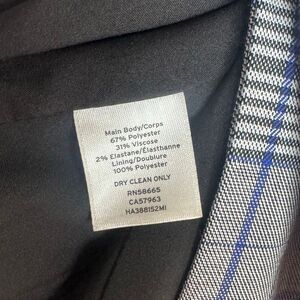 Main Body/Corps
67% Polyester
31% Viscose
2% Elastane/Élasthanne
Lining/Doublure
100% Polyester
DRY CLEAN ONLY
RN58665
CA57963
HA388152MI